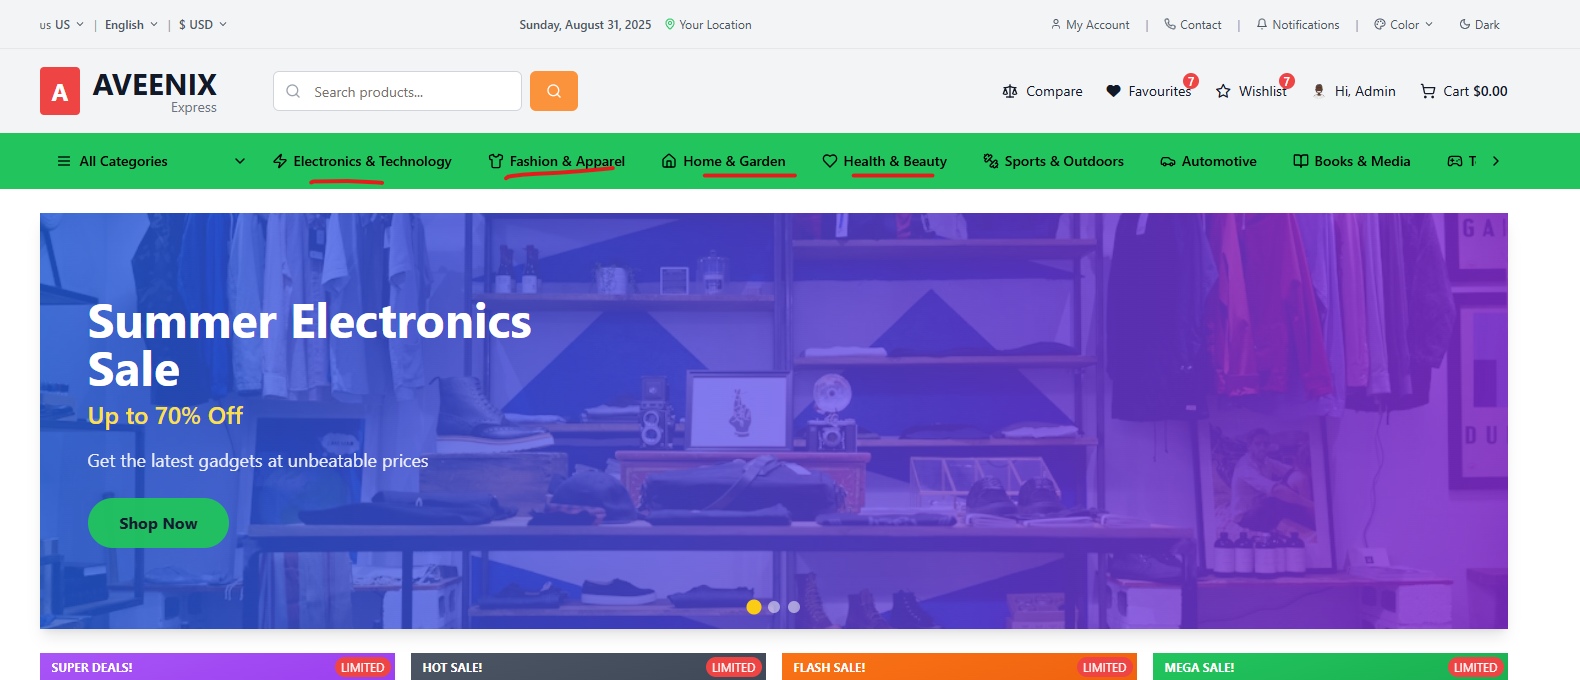 us US | English | $ USD
Sunday, August 31, 2025 Your Location
My Account | Contact | Notifications | Color Dark
A AVEENIX
Express
Search products...
Compare Favourites 7 Wishlist 7 Hi, Admin Cart $0.00
All Categories Electronics & Technology Fashion & Apparel Home & Garden Health & Beauty Sports & Outdoors Automotive Books & Media T
Summer Electronics
Sale
Up to 70% Off
Get the latest gadgets at unbeatable prices
Shop Now
SUPER DEALS! LIMITED
HOT SALE! LIMITED
FLASH SALE! LIMITED
MEGA SALE! LIMITED